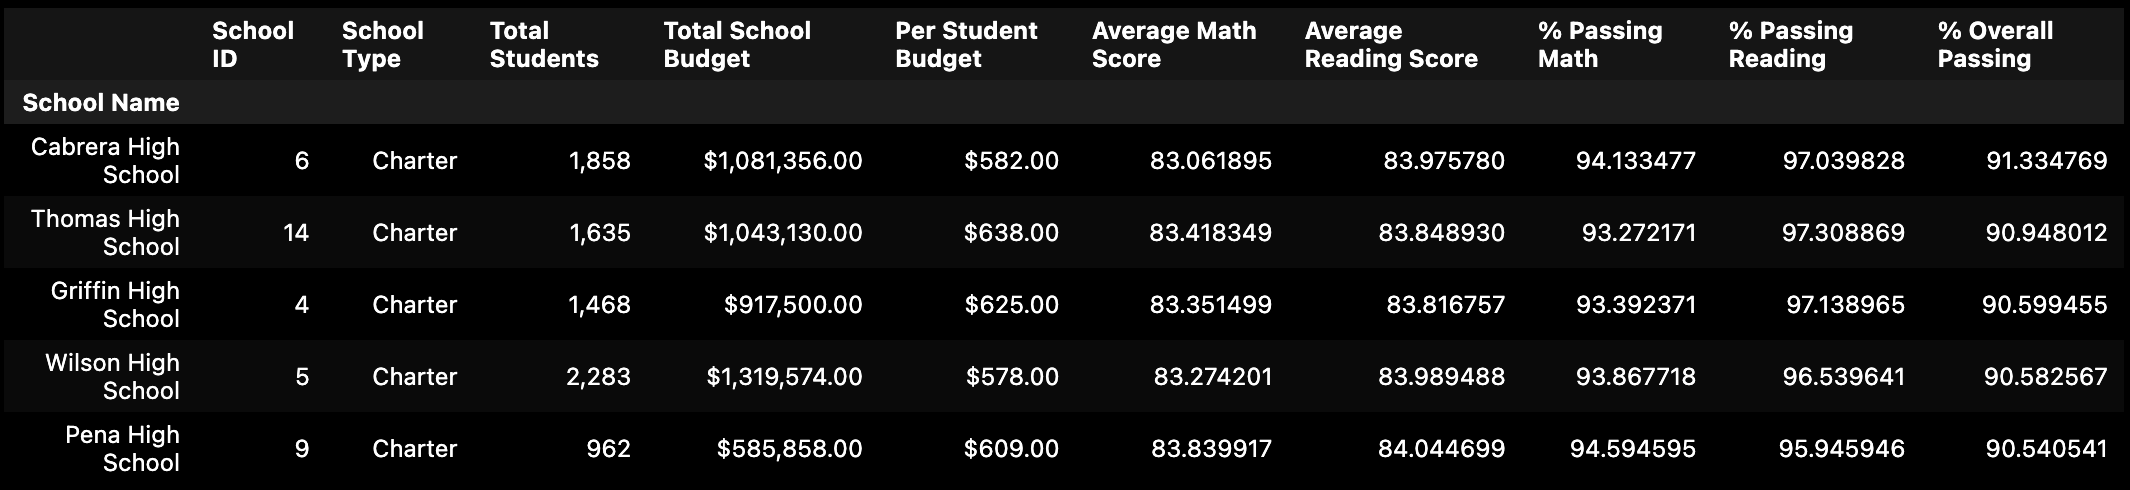 School ID School Type Total Students Total School Budget Per Student Budget Average Math Score Average Reading Score % Passing Math % Passing Reading % Overall Passing
School Name
Cabrera High School 6 Charter 1,858 $1,081,356.00 $582.00 83.061895 83.975780 94.133477 97.039828 91.334769
Thomas High School 14 Charter 1,635 $1,043,130.00 $638.00 83.418349 83.848930 93.272171 97.308869 90.948012
Griffin High School 4 Charter 1,468 $917,500.00 $625.00 83.351499 83.816757 93.392371 97.138965 90.599455
Wilson High School 5 Charter 2,283 $1,319,574.00 $578.00 83.274201 83.989488 93.867718 96.539641 90.582567
Pena High School 9 Charter 962 $585,858.00 $609.00 83.839917 84.044699 94.594595 95.945946 90.540541